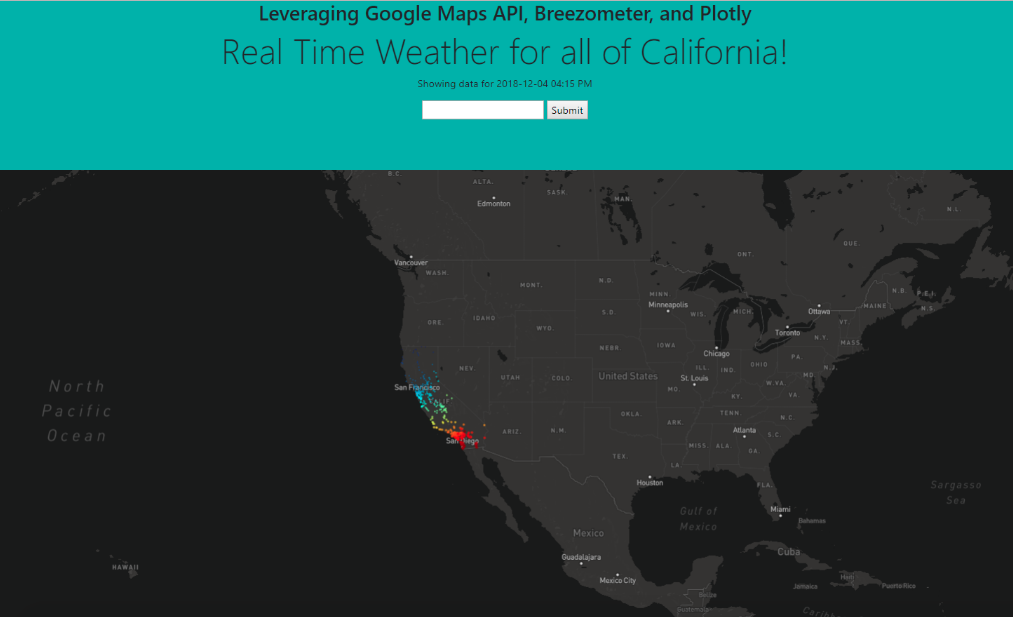 Leveraging Google Maps API, Breezometer, and Plotly
Real Time Weather for all of California!
Showing data for 2018-12-04 04:15 PM
Submit
B.C.
ALTA.
SASK.
MAN.
N.L.
Edmonton
ONT.
QUE.
Vancouver
WASH.
MONT.
N.D.
MINN.
Minneapolis
N.B.
P.E.I.
N.S.
MAINE
Ottawa
ORE.
IDAHO
S.D.
WIS.
MICH.
VT.
Toronto
WYO.
N.Y.
MASS.
NEBR.
IOWA
Chicago
PA.
NEV.
UTAH
COLO.
United States
ILL.
IND.
OHIO
N.J.
MD.
St. Louis
W.VA.
North
Pacific
Ocean
San Francisco
MO.
KY.
VA.
OKLA.
ARK.
TENN.
N.C.
San Diego
ARIZ.
N.M.
Atlanta
S.C.
MISS.
ALA.
GA.
TEX.
LA.
Houston
FLA.
Sargasso
Sea
Gulf of
Mexico
Miami
Bahamas
Mexico
Cuba
Guadalajara
HAWAII
Mexico City
Haiti
Jamaica
Puerto Rico
Belize
Guatemala